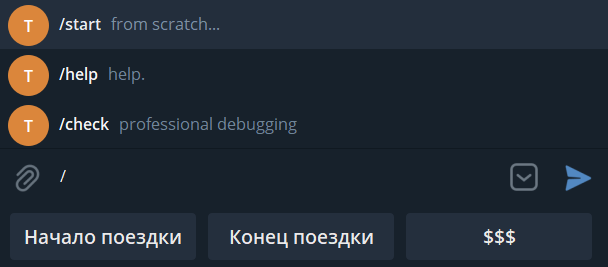 T /start from scratch...
T /help help.
T /check professional debugging
/
Начало поездки Конец поездки $$$